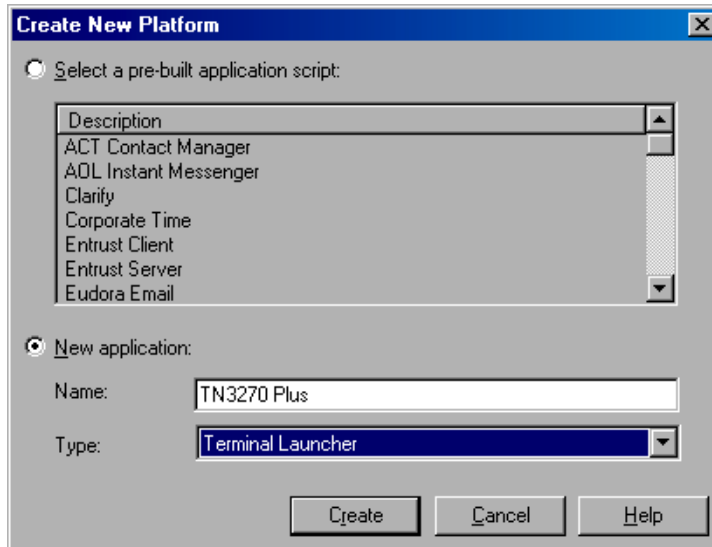 Create New Platform
Select a pre-built application script:
Description
ACT Contact Manager
AOL Instant Messenger
Clarify
Corporate Time
Entrust Client
Entrust Server
Eudora Email
New application:
Name: TN3270 Plus
Type: Terminal Launcher
Create Cancel Help